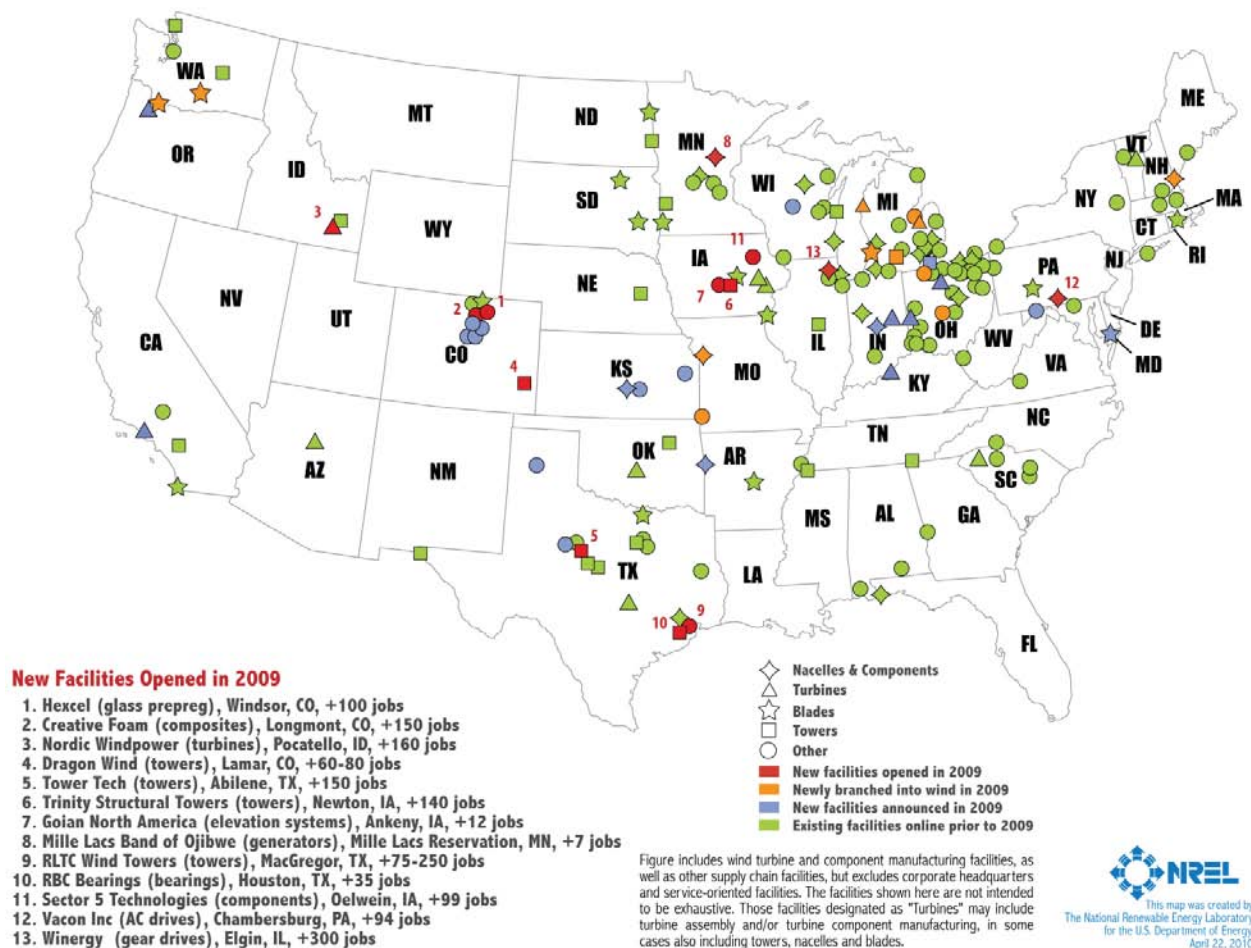 WA
MT
ND
MN
8
ME
VT
NH
OR
ID
WI
MI
NY
MA
SD
CT
RI
3
WY
11
IA
13
PA
NJ
12
NE
7
6
NV
UT
2
1
CO
IL
IN
OH
WV
DE
MD
CA
KS
MO
VA
4
KY
NC
TN
OK
AR
AZ
NM
SC
MS
AL
GA
5
TX
LA
10
9
FL
New Facilities Opened in 2009
1. Hexcel (glass prepreg), Windsor, CO, +100 jobs
2. Creative Foam (composites), Longmont, CO, +150 jobs
3. Nordic Windpower (turbines), Pocatello, ID, +160 jobs
4. Dragon Wind (towers), Lamar, CO, +60-80 jobs
5. Tower Tech (towers), Abilene, TX, +150 jobs
6. Trinity Structural Towers (towers), Newton, IA, +140 jobs
7. Goian North America (elevation systems), Ankeny, IA, +12 jobs
8. Mille Lacs Band of Ojibwe (generators), Mille Lacs Reservation, MN, +7 jobs
9. RLTC Wind Towers (towers), MacGregor, TX, +75-250 jobs
10. RBC Bearings (bearings), Houston, TX, +35 jobs
11. Sector 5 Technologies (components), Oelwein, IA, +99 jobs
12. Vacon Inc (AC drives), Chambersburg, PA, +94 jobs
13. Winergy (gear drives), Elgin, IL, +300 jobs
Nacelles & Components
Turbines
Blades
Towers
Other
New facilities opened in 2009
Newly branched into wind in 2009
New facilities announced in 2009
Existing facilities online prior to 2009
Figure includes wind turbine and component manufacturing facilities, as
well as other supply chain facilities, but excludes corporate headquarters
and service-oriented facilities. The facilities shown here are not intended
to be exhaustive. Those facilities designated as "Turbines" may include
turbine assembly and/or turbine component manufacturing, in some
cases also including towers, nacelles and blades.
NREL
This map was created by
The National Renewable Energy Laboratory
for the U.S. Department of Energy
April 22,